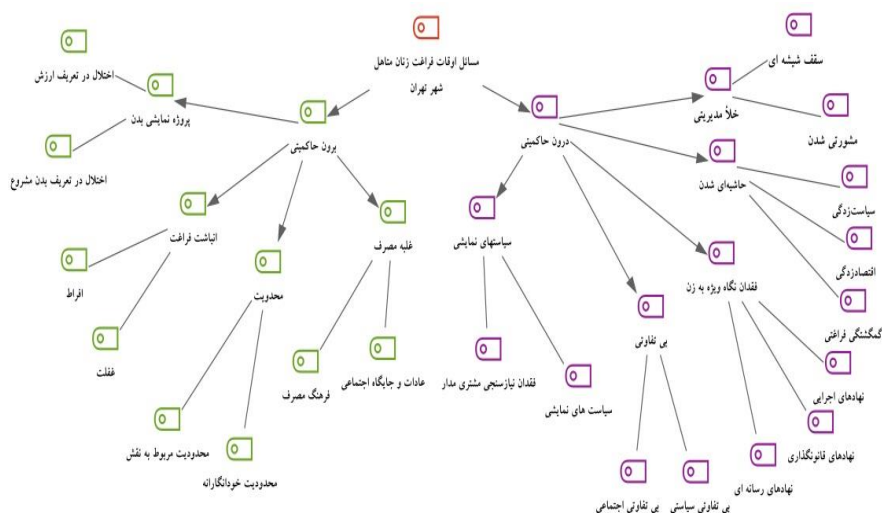 مسائل اوقات فراغت زنان متاهل
شهر تهران
درون حاکمیتی
خلأ مدیریتی
سقف شیشه ای
مشورتی شدن
حاشیه‌ای شدن
سیاست‌زدگی
اقتصادزدگی
گمگشتگی فراغتی
فقدان نگاه ویژه به زن
نهادهای اجرایی
نهادهای قانونگذاری
نهادهای رسانه ای
بی تفاوتی
بی تفاوتی سیاستی
بی تفاوتی اجتماعی
سیاستهای نمایشی
سیاست های نمایشی
فقدان نیازسنجی مشتری مدار
برون حاکمیتی
غلبه مصرف
عادات و جایگاه اجتماعی
فرهنگ مصرف
محدویت
محدودیت خودانگارانه
محدودیت مربوط به نقش
انباشت فراغت
افراط
غفلت
پروژه نمایشی بدن
اختلال در تعریف ارزش
اختلال در تعریف بدن مشروع